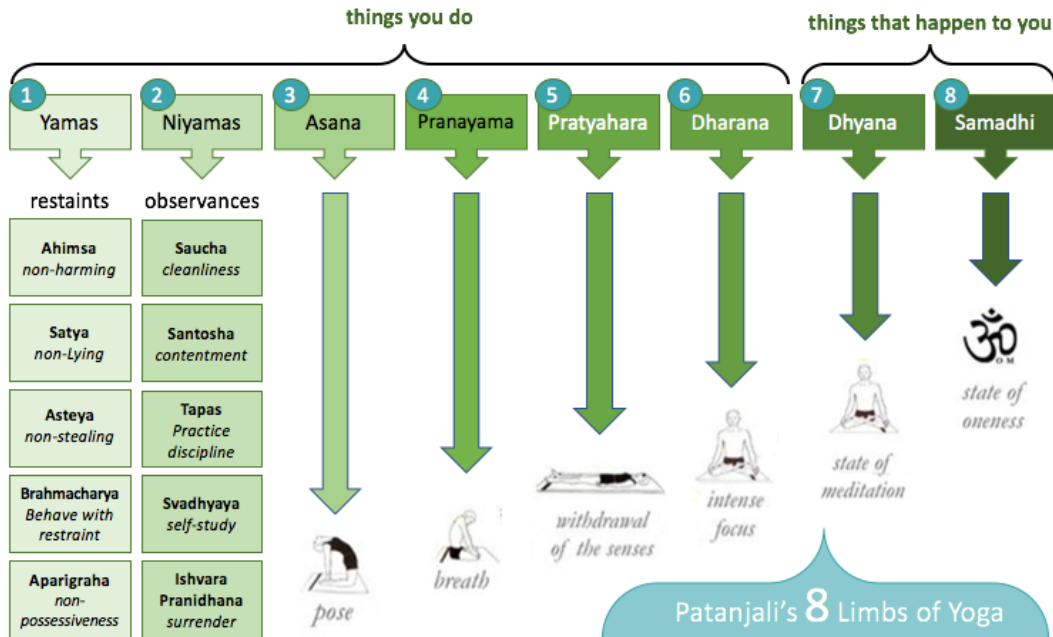 things you do
things that happen to you
1
Yamas
2
Niyamas
3
Asana
4
Pranayama
5
Pratyahara
6
Dharana
7
Dhyana
8
Samadhi
restaints
Ahimsa
non-harming
Satya
non-Lying
Asteya
non-stealing
Brahmacharya
Behave with
restraint
Aparigraha
non-
possessiveness
observances
Saucha
cleanliness
Santosha
contentment
Tapas
Practice
discipline
Svadhyaya
self-study
Ishvara
Pranidhana
surrender
pose
breath
withdrawal
of the senses
intense
focus
state of
meditation
ॐ
OM
state of
oneness
Patanjali's 8 Limbs of Yoga